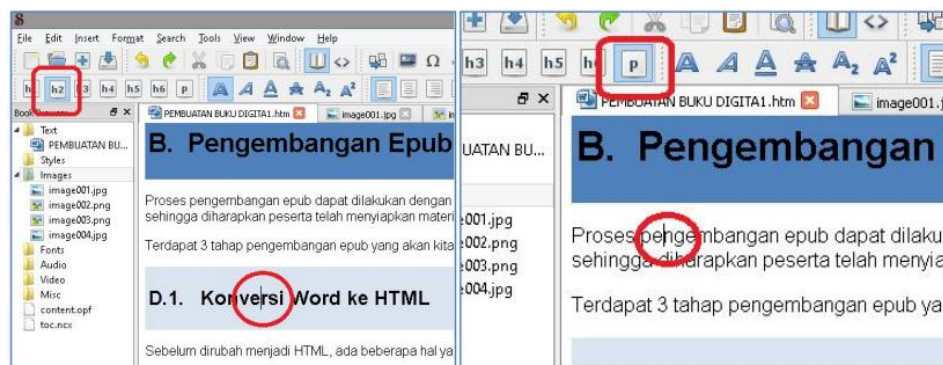 File Edit Insert Format Search Tools View Window Help
h2 h3 h4 h5 h6 p A A A A A₂ A²
PEMBUATAN BUKU DIGITA1.htm image001.jpg
Text
PEMBUATAN BU...
Styles
Images
image001.jpg
image002.png
image003.png
image004.jpg
Fonts
Audio
Video
Misc
content.opf
toc.ncx
B. Pengembangan Epub
Proses pengembangan epub dapat dilakukan dengan
sehingga diharapkan peserta telah menyiapkan materi
Terdapat 3 tahap pengembangan epub yang akan kita
D.1. Konversi Word ke HTML
Sebelum dirubah menjadi HTML, ada beberapa hal ya
h3 h4 h5 p A A A A A₂ A²
PEMBUATAN BUKU DIGITA1.htm image001.j
UATAN BU...
001.jpg
002.png
003.png
004.jpg
B. Pengembangan
Proses pengembangan epub dapat dilaku
sehingga diharapkan peserta telah menyia
Terdapat 3 tahap pengembangan epub ya